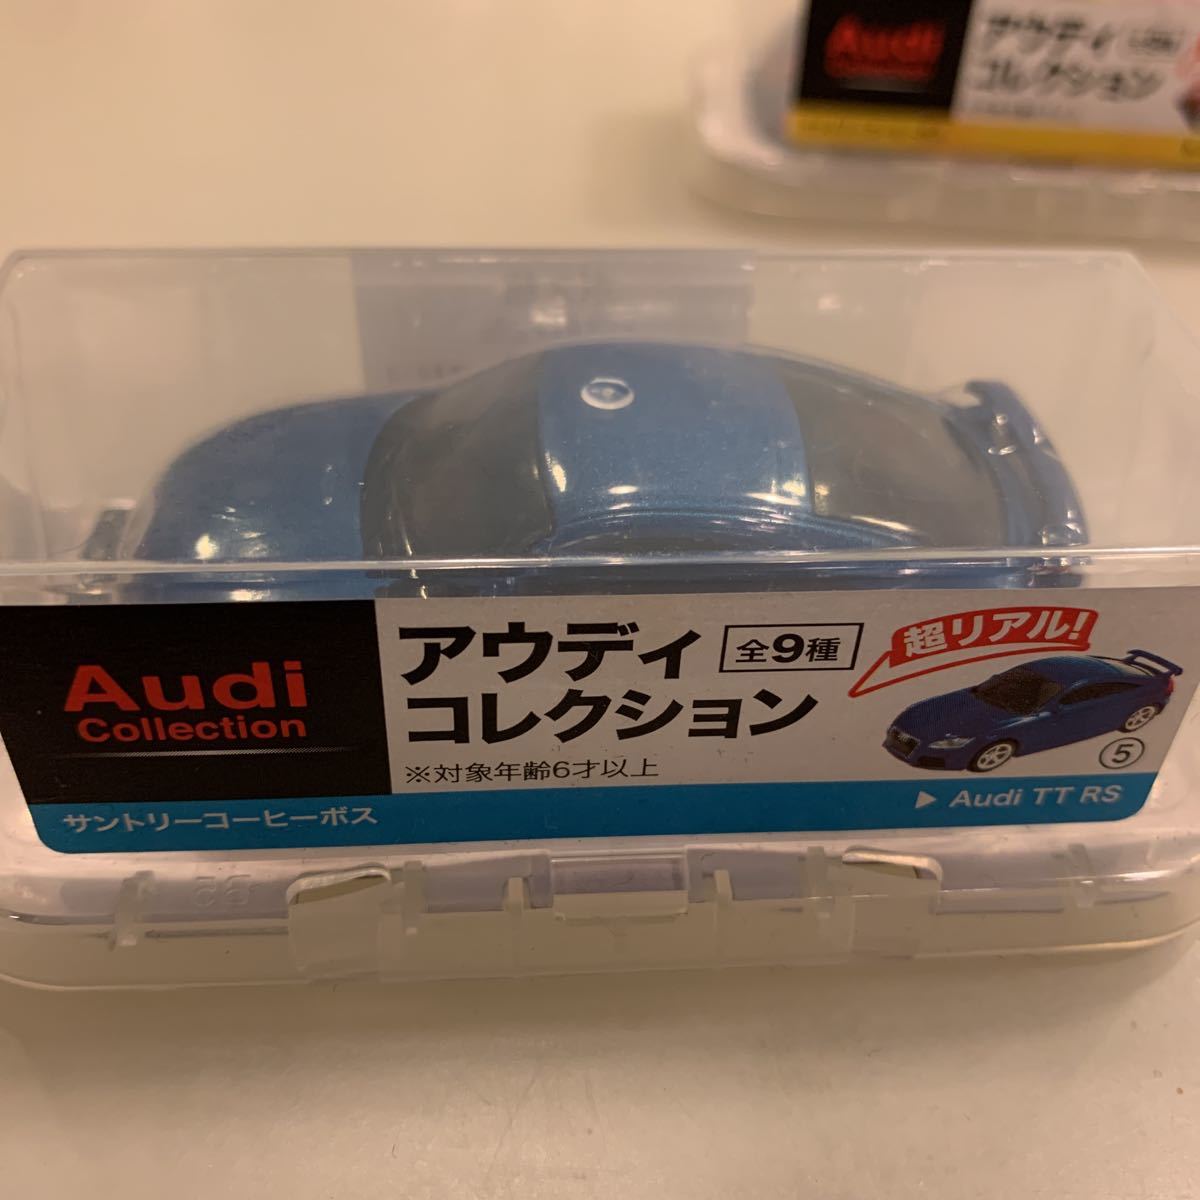 Audi
Collection
アウディ
コレクション
Audi
Collection
アウディ
全9種
コレクション
※対象年齢6才以上
超リアル!
5
サントリーコーヒーボス
▶ Audi TT RS